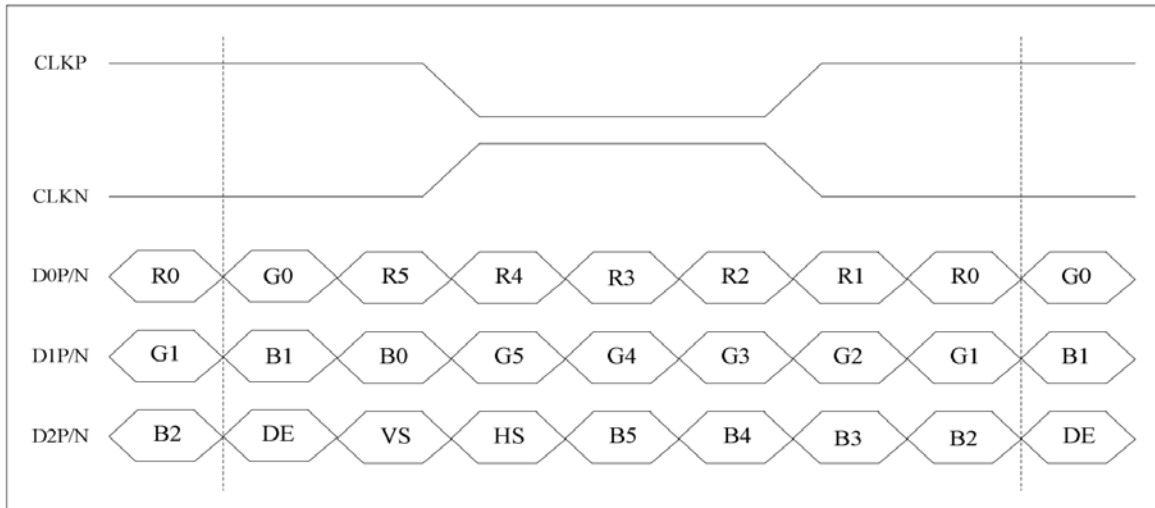 CLKP
CLKN
D0P/N R0 G0 R5 R4 R3 R2 R1 R0 G0
D1P/N G1 B1 B0 G5 G4 G3 G2 G1 B1
D2P/N B2 DE VS HS B5 B4 B3 B2 DE